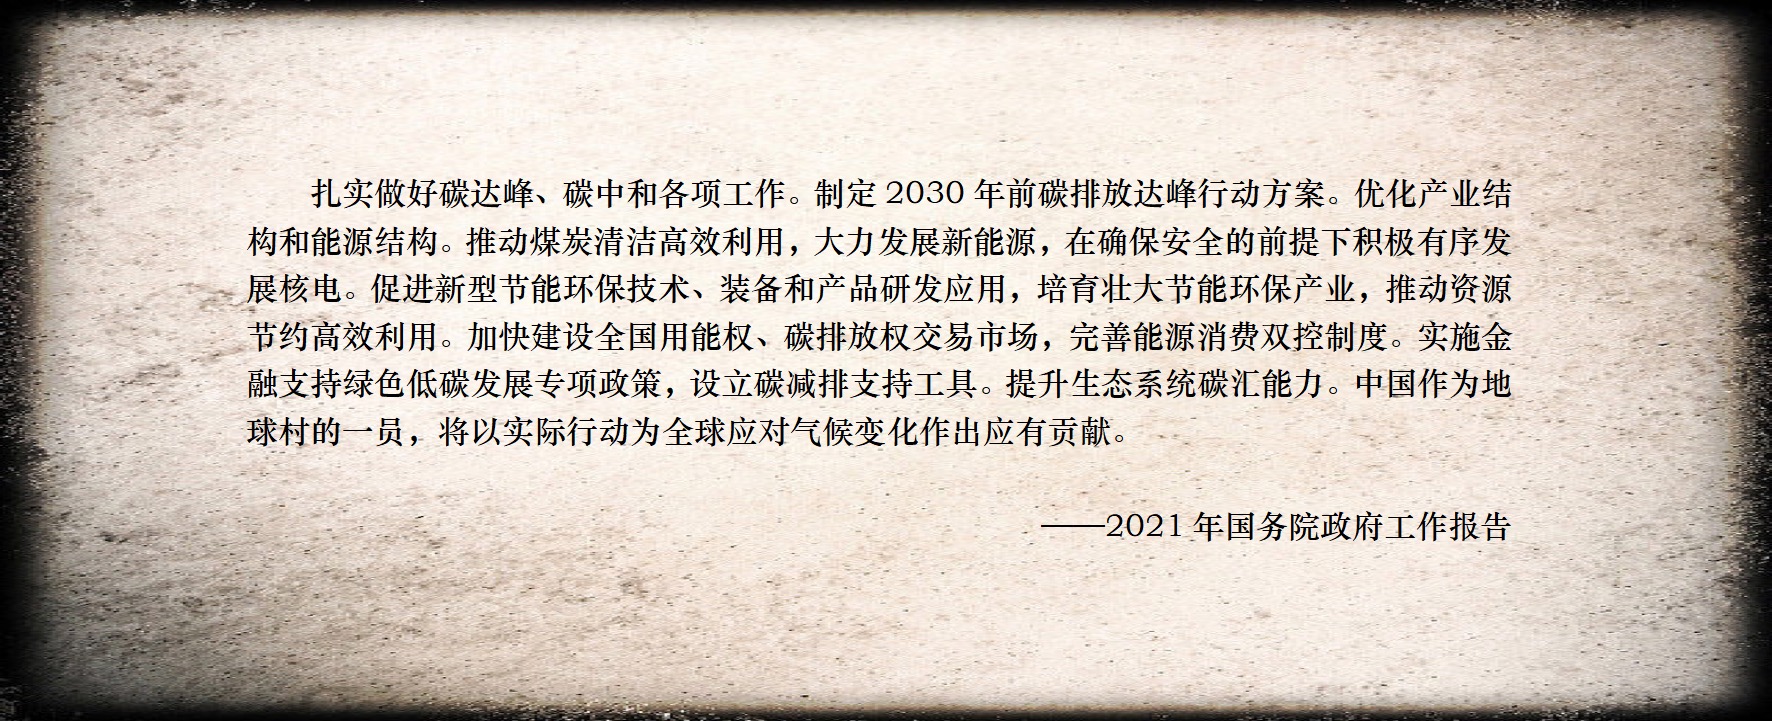 扎实做好碳达峰、碳中和各项工作。制定 2030 年前碳排放达峰行动方案。优化产业结
构和能源结构。推动煤炭清洁高效利用，大力发展新能源，在确保安全的前提下积极有序发
展核电。促进新型节能环保技术、装备和产品研发应用，培育壮大节能环保产业，推动资源
节约高效利用。加快建设全国用能权、碳排放权交易市场，完善能源消费双控制度。实施金
融支持绿色低碳发展专项政策，设立碳减排支持工具。提升生态系统碳汇能力。中国作为地
球村的一员，将以实际行动为全球应对气候变化作出应有贡献。
——2021 年国务院政府工作报告